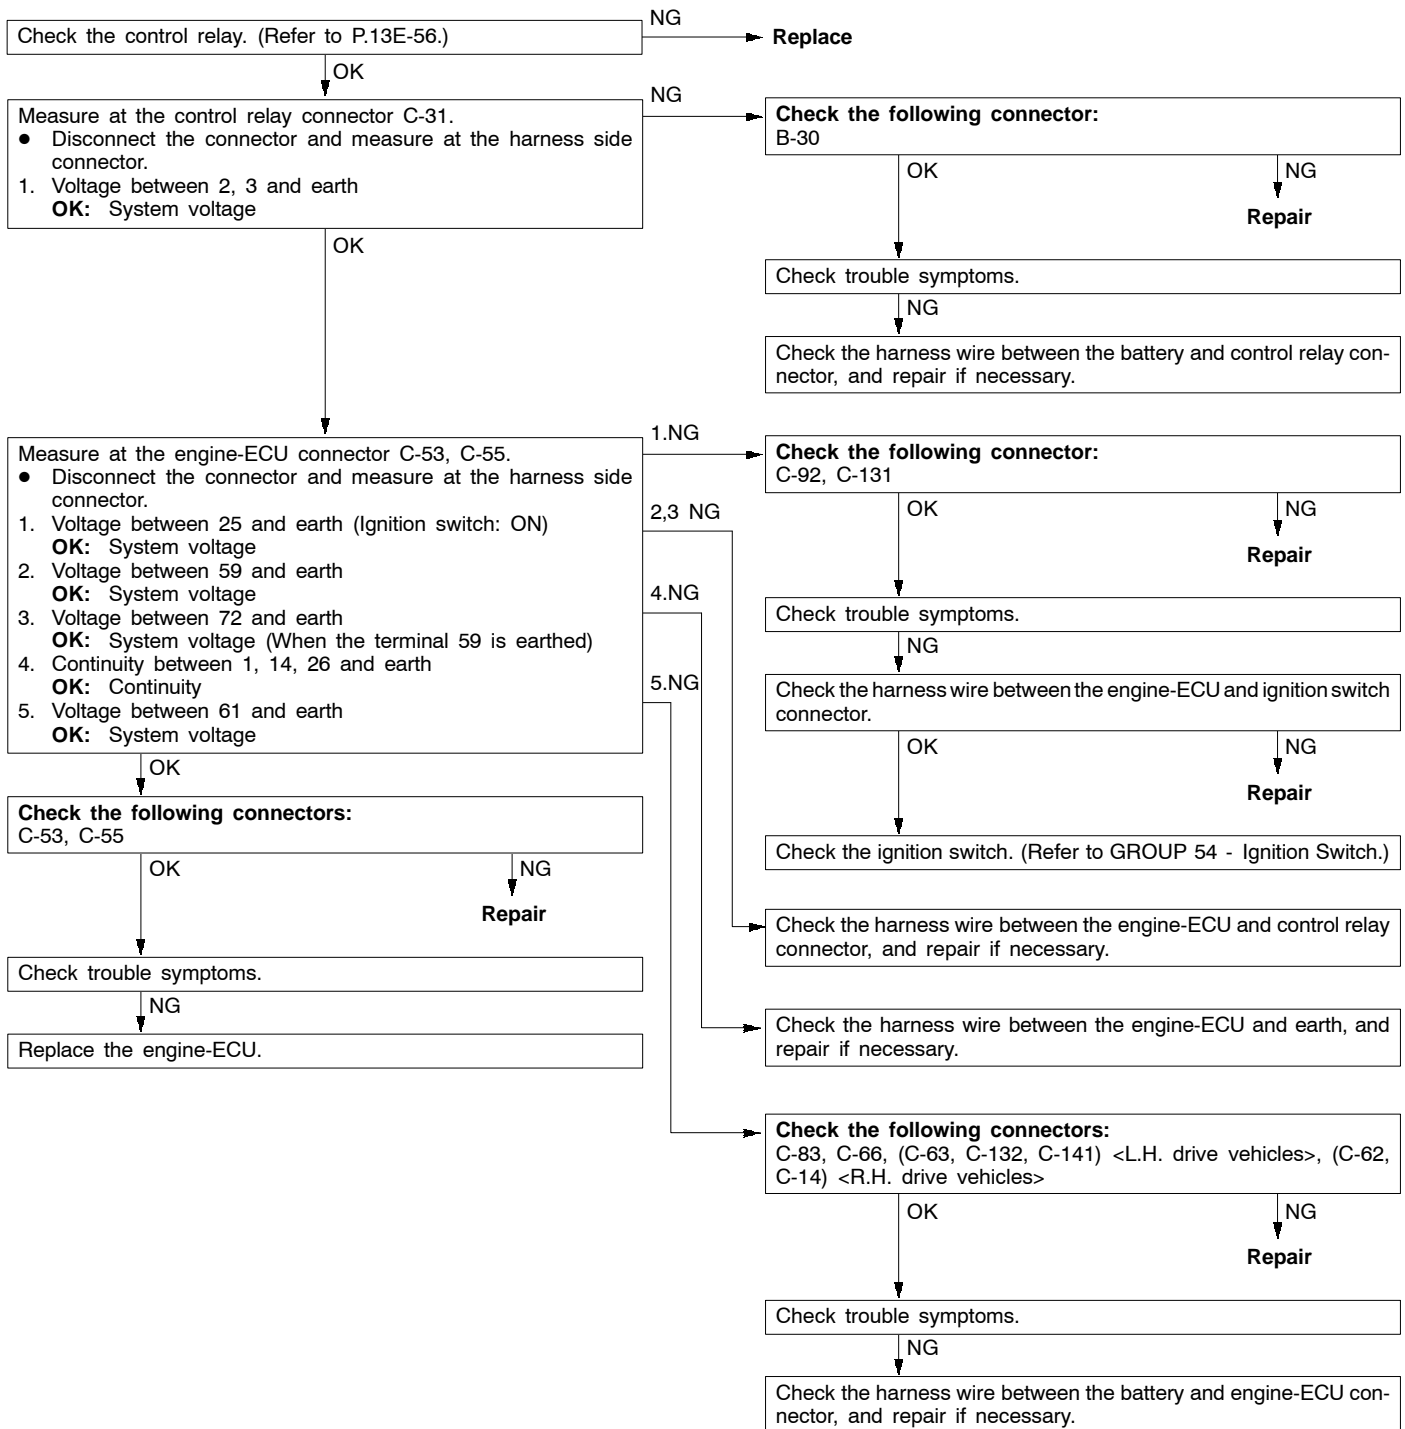 Check the control relay. (Refer to P.13E-56.)
NG
Replace
OK
Measure at the control relay connector C-31.
● Disconnect the connector and measure at the harness side
connector.
1. Voltage between 2, 3 and earth
OK: System voltage
NG
Check the following connector:
B-30
OK
NG
Repair
Check trouble symptoms.
NG
Check the harness wire between the battery and control relay con-
nector, and repair if necessary.
OK
Measure at the engine-ECU connector C-53, C-55.
● Disconnect the connector and measure at the harness side
connector.
1. Voltage between 25 and earth (Ignition switch: ON)
OK: System voltage
2. Voltage between 59 and earth
OK: System voltage
3. Voltage between 72 and earth
OK: System voltage (When the terminal 59 is earthed)
4. Continuity between 1, 14, 26 and earth
OK: Continuity
5. Voltage between 61 and earth
OK: System voltage
1.NG
Check the following connector:
C-92, C-131
OK
NG
Repair
Check trouble symptoms.
NG
Check the harness wire between the engine-ECU and ignition switch
connector.
OK
NG
Repair
Check the ignition switch. (Refer to GROUP 54 - Ignition Switch.)
2,3 NG
Check the harness wire between the engine-ECU and control relay
connector, and repair if necessary.
4.NG
Check the harness wire between the engine-ECU and earth, and
repair if necessary.
5.NG
Check the following connectors:
C-83, C-66, (C-63, C-132, C-141) <L.H. drive vehicles>, (C-62,
C-14) <R.H. drive vehicles>
OK
NG
Repair
Check trouble symptoms.
NG
Check the harness wire between the battery and engine-ECU con-
nector, and repair if necessary.
OK
Check the following connectors:
C-53, C-55
OK
NG
Repair
Check trouble symptoms.
NG
Replace the engine-ECU.